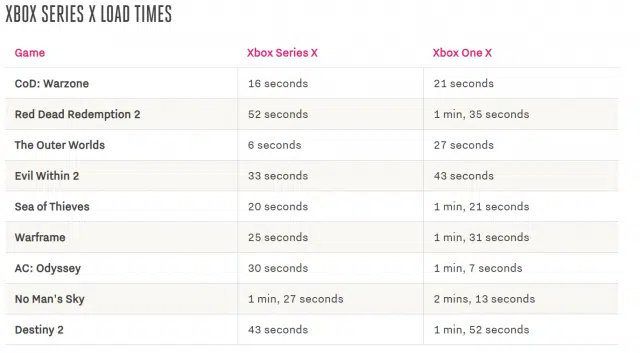 XBOX SERIES X LOAD TIMES
Game Xbox Series X Xbox One X
CoD: Warzone 16 seconds 21 seconds
Red Dead Redemption 2 52 seconds 1 min, 35 seconds
The Outer Worlds 6 seconds 27 seconds
Evil Within 2 33 seconds 43 seconds
Sea of Thieves 20 seconds 1 min, 21 seconds
Warframe 25 seconds 1 min, 31 seconds
AC: Odyssey 30 seconds 1 min, 7 seconds
No Man's Sky 1 min, 27 seconds 2 mins, 13 seconds
Destiny 2 43 seconds 1 min, 52 seconds